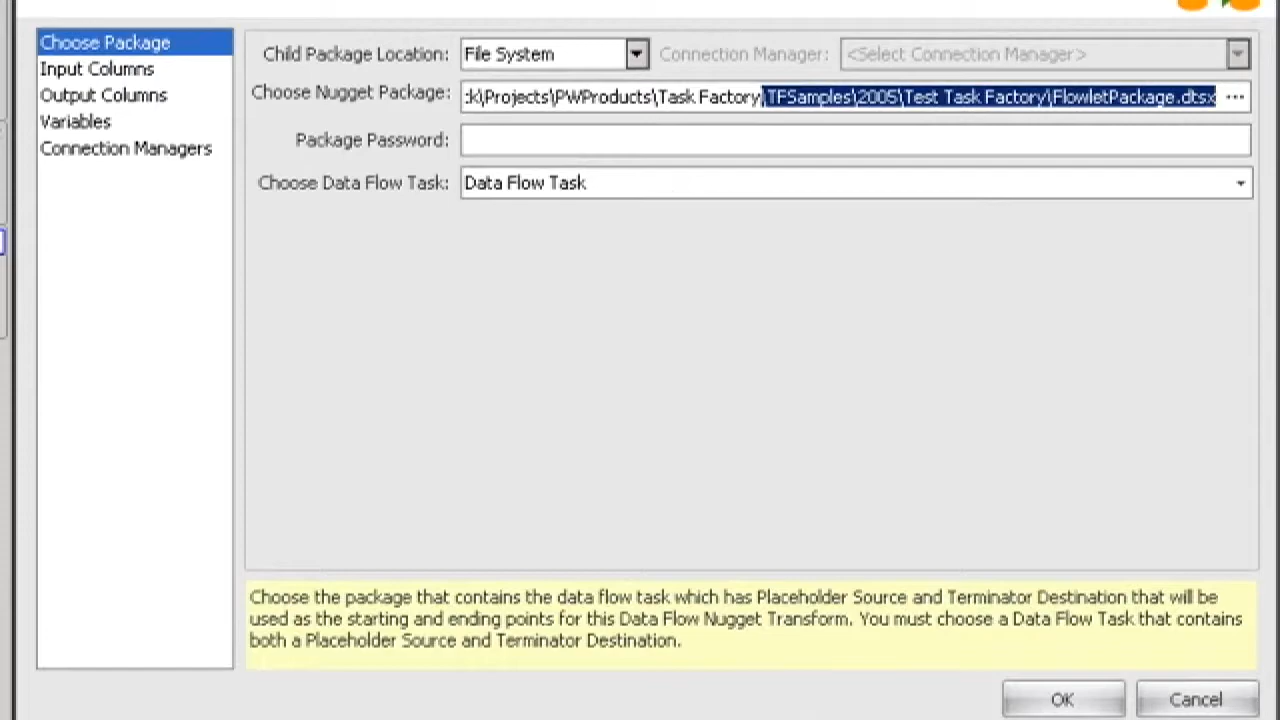 Choose Package
Input Columns
Output Columns
Variables
Connection Managers
Child Package Location: File System Connection Manager: <Select Connection Manager>
Choose Nugget Package: :k\Projects\PWProducts\Task Factory\TFSamples\2005\Test Task Factory\FlowletPackage.dtsx ...
Package Password:
Choose Data Flow Task: Data Flow Task
Choose the package that contains the data flow task which has Placeholder Source and Terminator Destination that will be
used as the starting and ending points for this Data Flow Nugget Transform. You must choose a Data Flow Task that contains
both a Placeholder Source and Terminator Destination.
OK Cancel